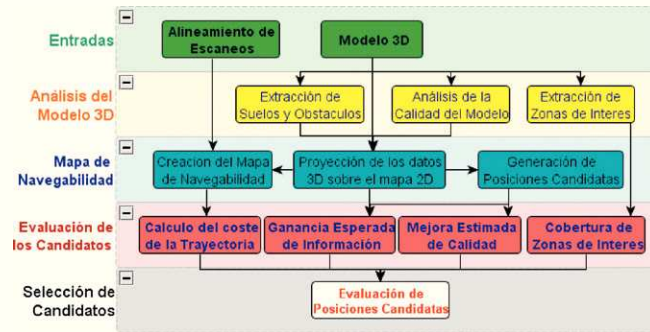 Entradas
Alineamiento de
Escaneos
Modelo 3D
Análisis del
Modelo 3D
Extracción de
Suelos y Obstaculos
Análisis de la
Calidad del Modelo
Extracción de
Zonas de Interes
Mapa de
Navegabilidad
Creacion del Mapa
de Navegabilidad
Proyección de los datos
3D sobre el mapa 2D
Generación de
Posiciones Candidatas
Evaluación de
los Candidatos
Calculo del coste
de la Trayectoria
Ganancia Esperada
de Información
Mejora Estimada
de Calidad
Cobertura de
Zonas de Interes
Selección de
Candidatos
Evaluación de
Posiciones Candidatas